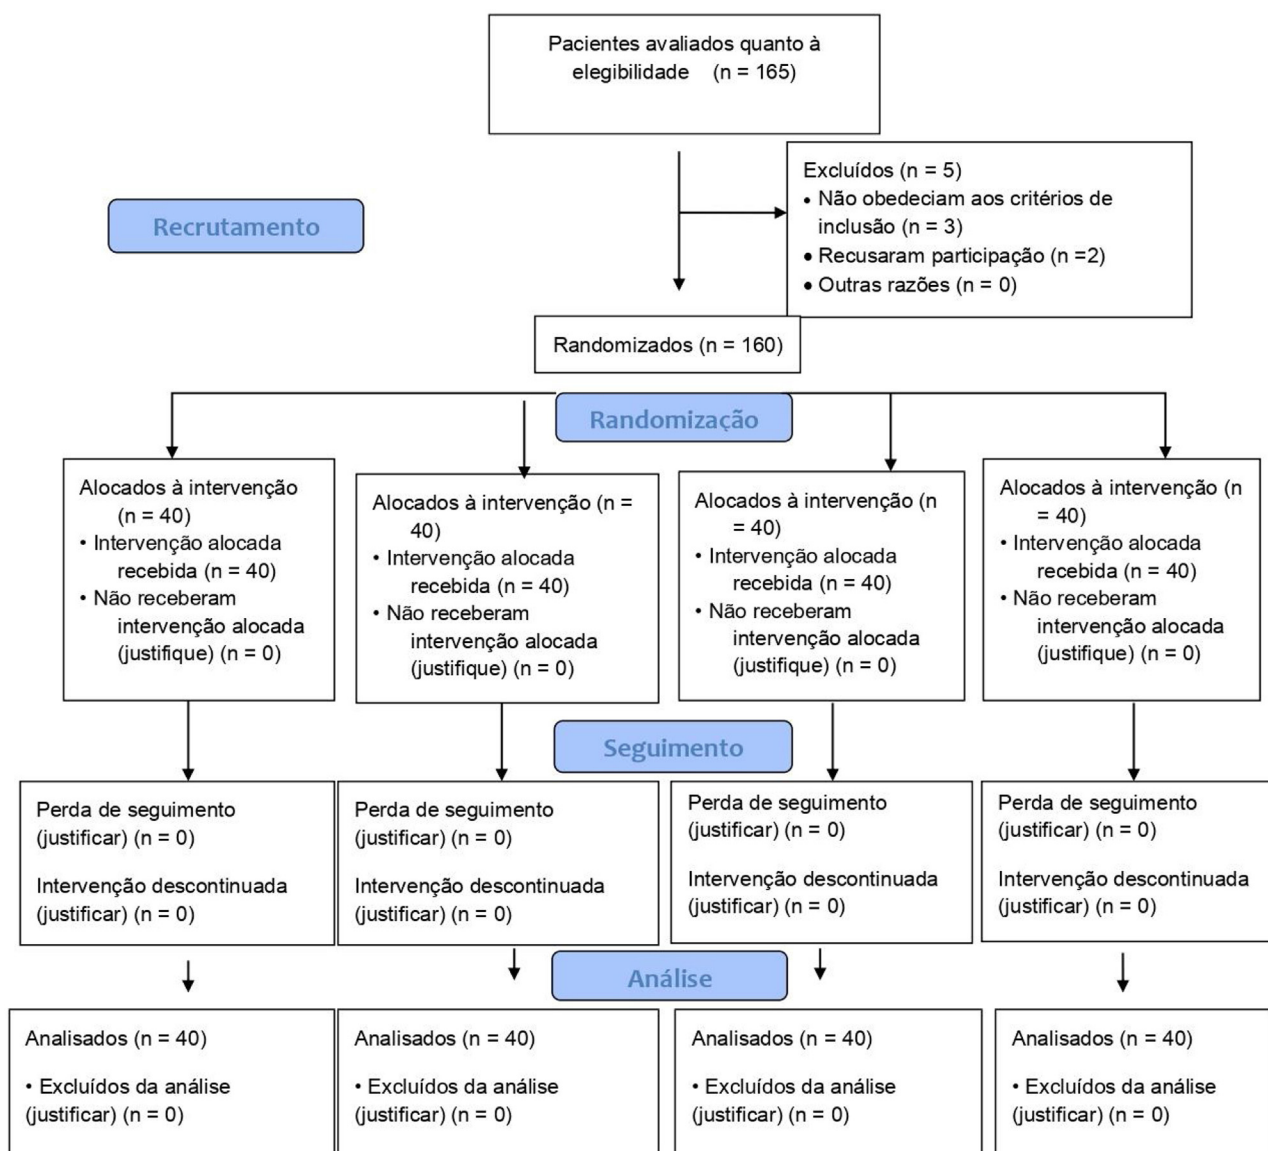 Pacientes avaliados quanto à
elegibilidade (n = 165)
Excluídos (n = 5)
• Não obedeciam aos critérios de
inclusão (n = 3)
• Recusaram participação (n =2)
• Outras razões (n = 0)
Recrutamento
Randomizados (n = 160)
Randomização
Alocados à intervenção
(n = 40)
• Intervenção alocada
recebida (n = 40)
• Não receberam
intervenção alocada
(justifique) (n = 0)
Alocados à intervenção (n =
40)
• Intervenção alocada
recebida (n = 40)
• Não receberam
intervenção alocada
(justifique) (n = 0)
Alocados à intervenção (n
= 40)
• Intervenção alocada
recebida (n = 40)
• Não receberam
intervenção alocada
(justifique) (n = 0)
Alocados à intervenção (n
= 40)
• Intervenção alocada
recebida (n = 40)
• Não receberam
intervenção alocada
(justifique) (n = 0)
Seguimento
Perda de seguimento
(justificar) (n = 0)
Intervenção descontinuada
(justificar) (n = 0)
Perda de seguimento
(justificar) (n = 0)
Intervenção descontinuada
(justificar) (n = 0)
Perda de seguimento
(justificar) (n = 0)
Intervenção descontinuada
(justificar) (n = 0)
Perda de seguimento
(justificar) (n = 0)
Intervenção descontinuada
(justificar) (n = 0)
Análise
Analisados (n = 40)
• Excluídos da análise
(justificar) (n = 0)
Analisados (n = 40)
• Excluídos da análise
(justificar) (n = 0)
Analisados (n = 40)
• Excluídos da análise
(justificar) (n = 0)
Analisados (n = 40)
• Excluídos da análise
(justificar) (n = 0)